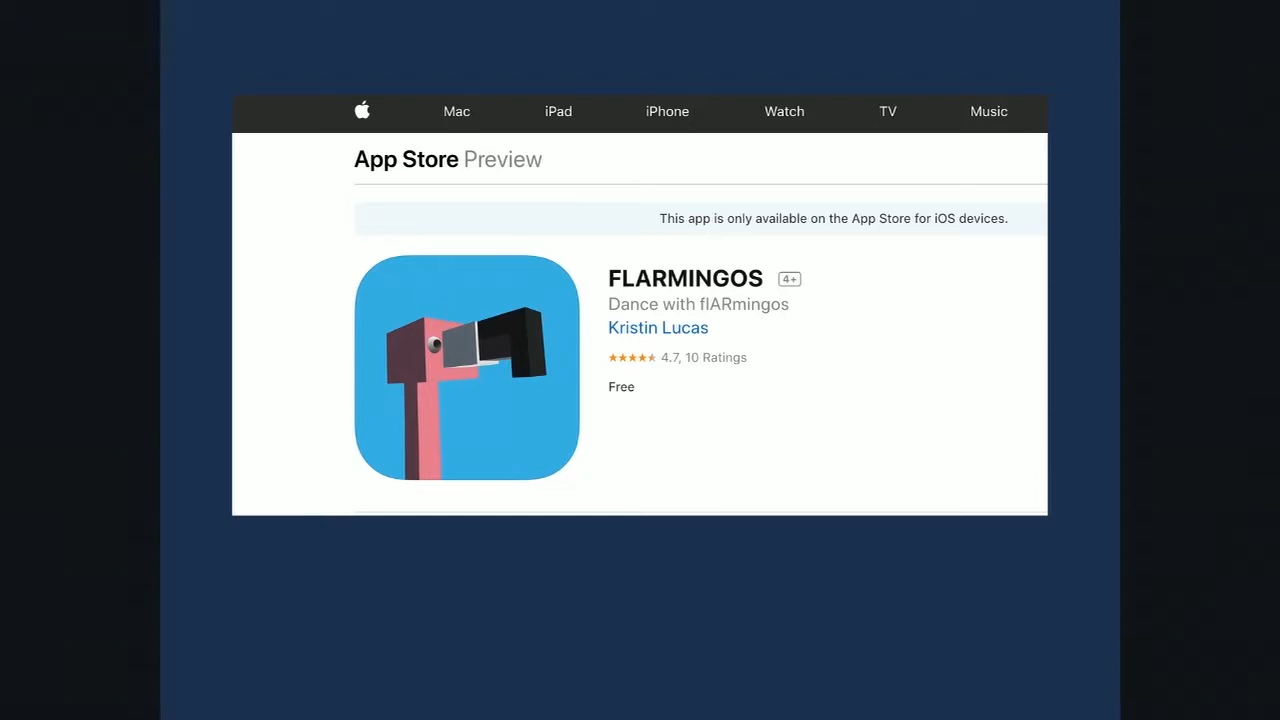 Mac iPad iPhone Watch TV Music
App Store Preview
This app is only available on the App Store for iOS devices.
FLARMINGOS 4+
Dance with flARmingos
Kristin Lucas
★★★★★ 4.7, 10 Ratings
Free